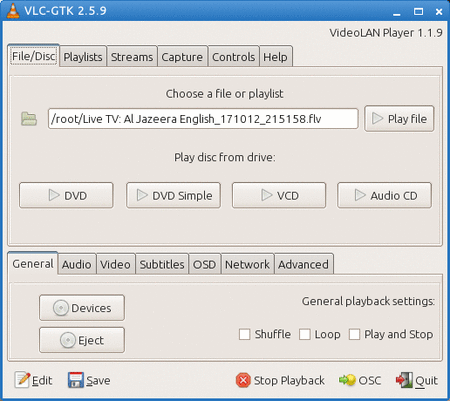 VLC-GTK 2.5.9
VideoLAN Player 1.1.9
File/Disc Playlists Streams Capture Controls Help
Choose a file or playlist
/root/Live TV: Al Jazeera English_171012_215158.flv Play file
Play disc from drive:
DVD DVD Simple VCD Audio CD
General Audio Video Subtitles OSD Network Advanced
Devices General playback settings:
Eject Shuffle Loop Play and Stop
Edit Save Stop Playback OSC Quit